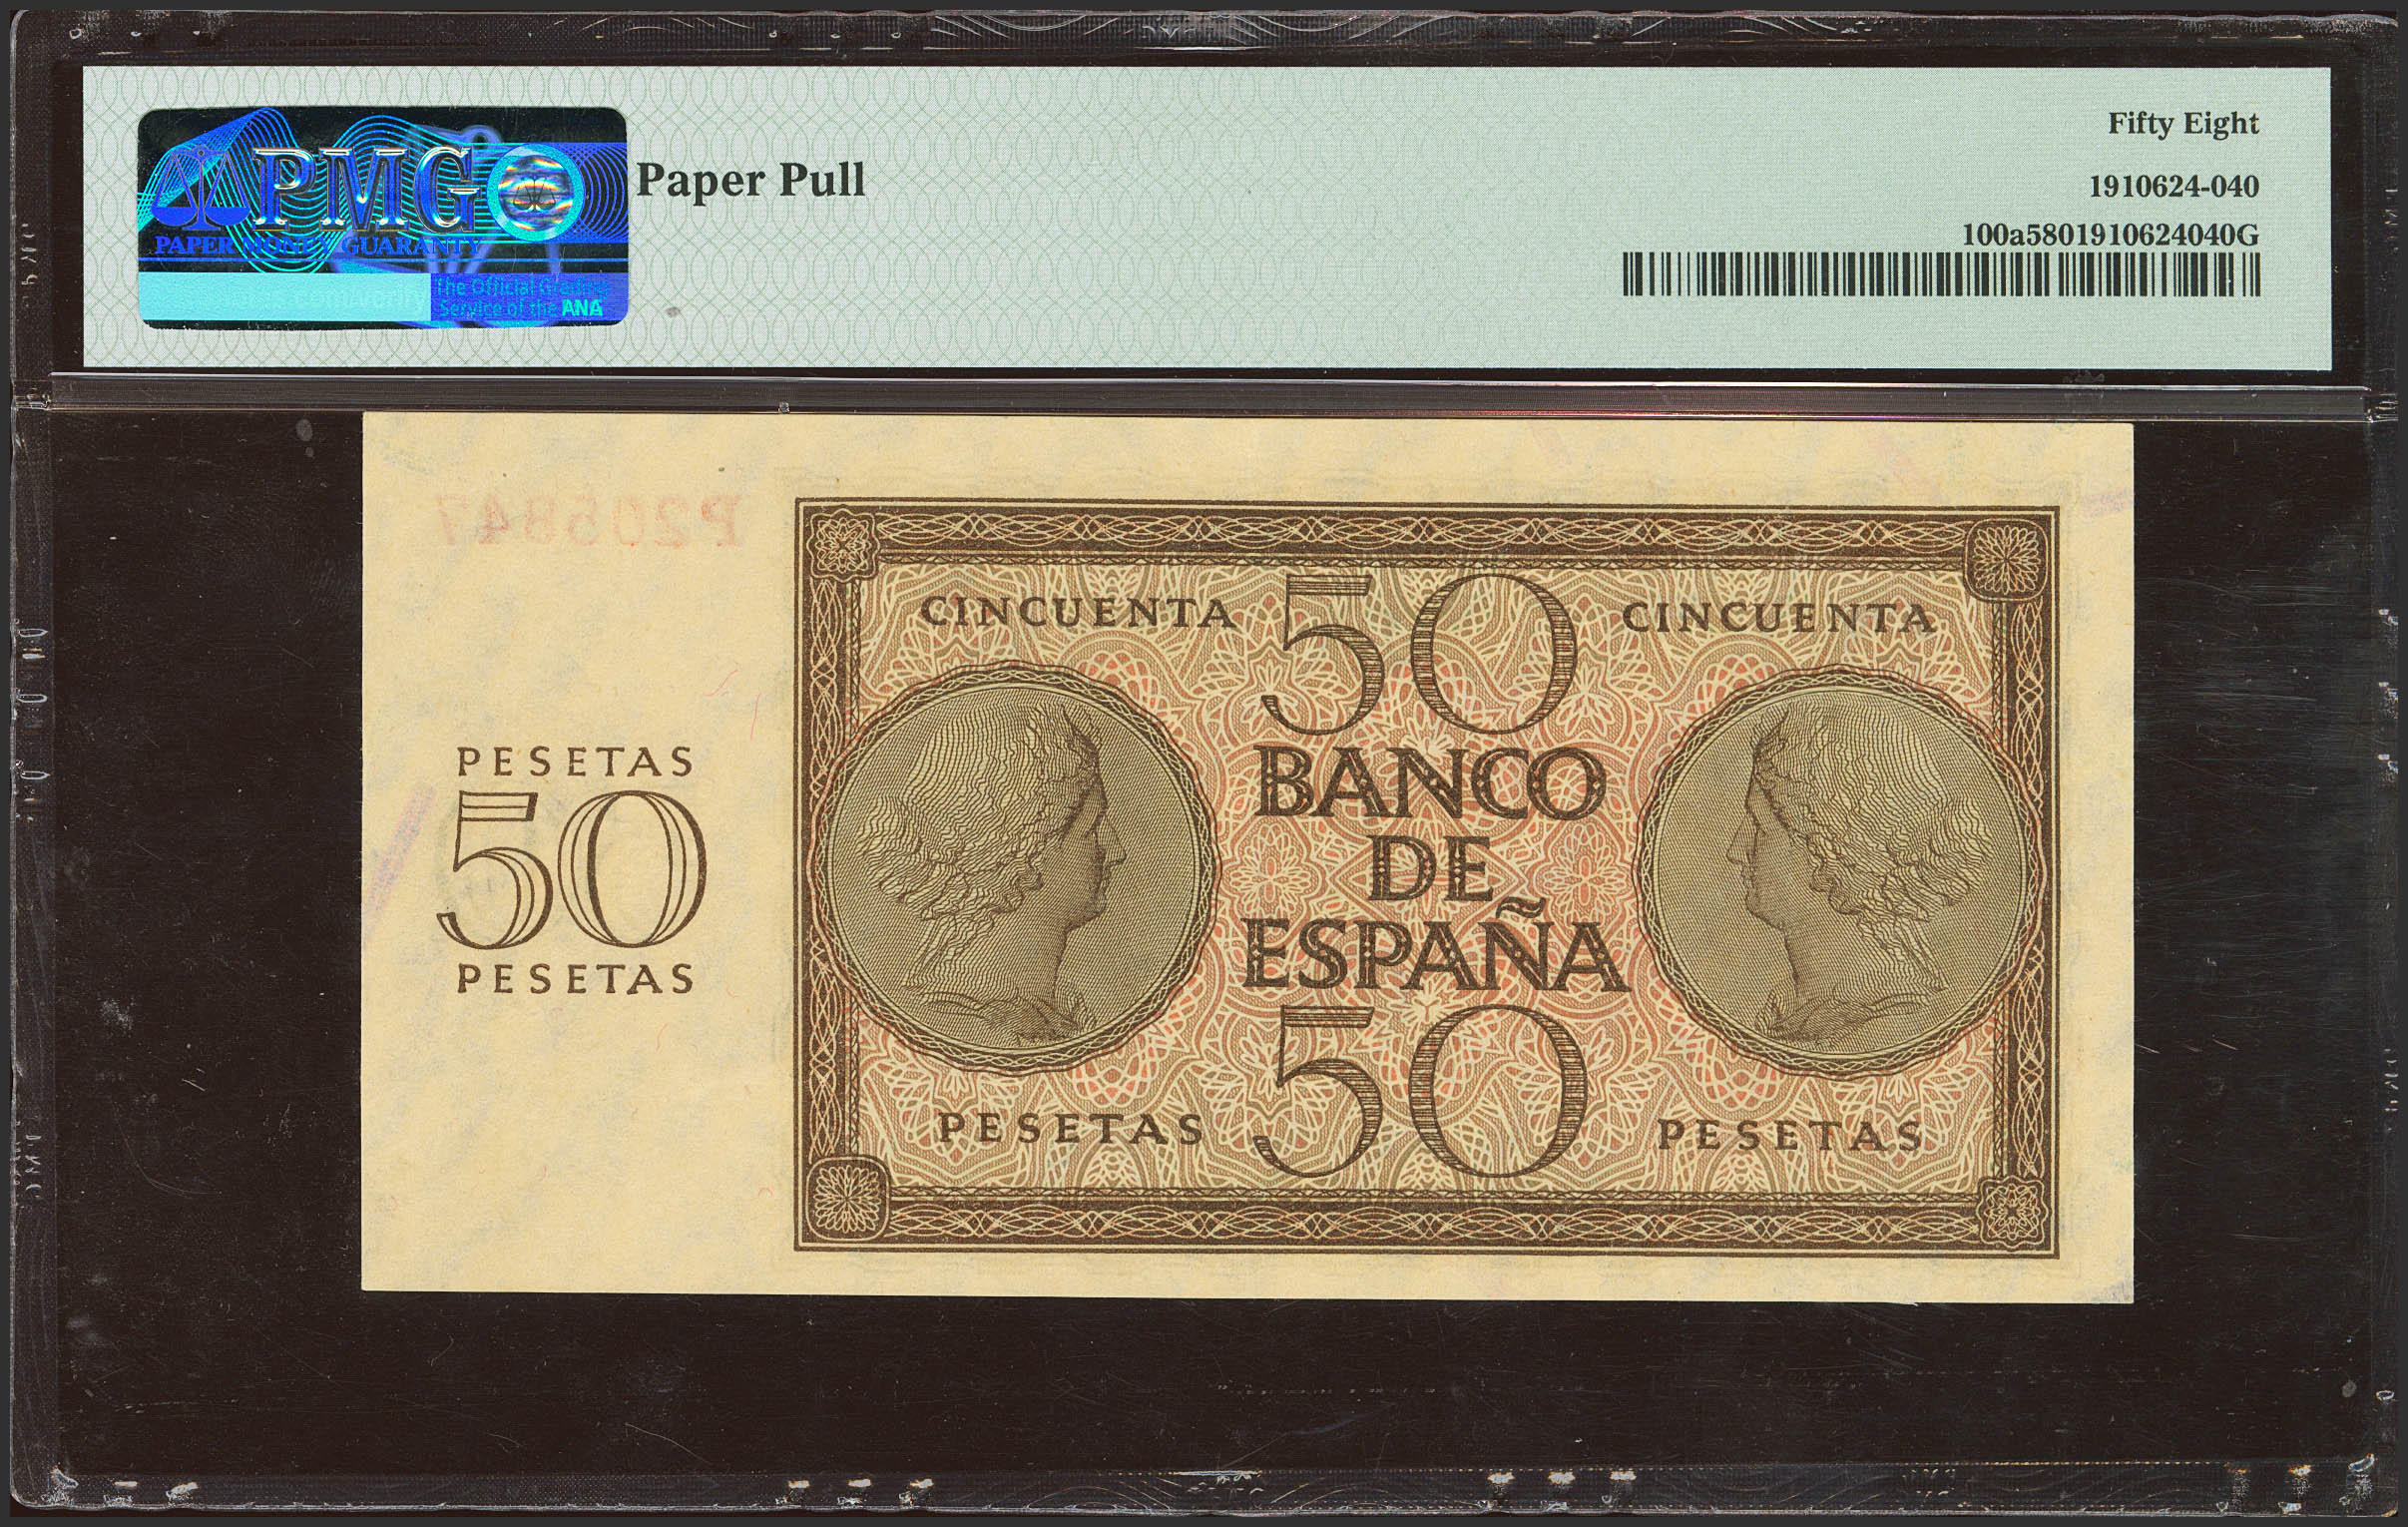 PMG
PAPER MONEY GUARANTY
The Official Grading
Service of the ANA
Paper Pull
Fifty Eight
1910624-040
100a5801910624040G
P205847
CINCUENTA 50 CINCUENTA
PESETAS
50
PESETAS
BANCO
DE
ESPAÑA
PESETAS 50 PESETAS